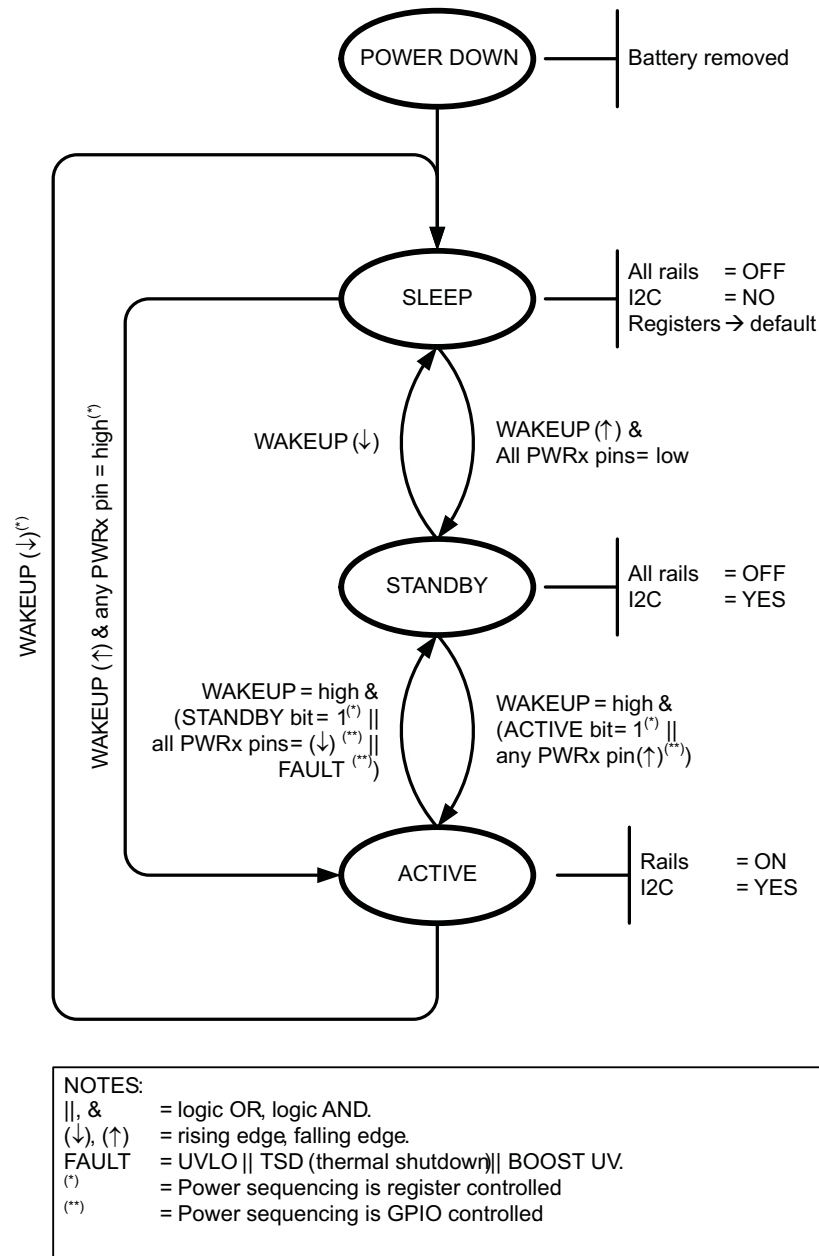 POWER DOWN
Battery removed
SLEEP
All rails = OFF
I2C = NO
Registers → default
WAKEUP (↓)(*)
WAKEUP (↑) & any PWRx pin = high(*)
WAKEUP (↓)
WAKEUP (↑) &
All PWRx pins= low
STANDBY
All rails = OFF
I2C = YES
WAKEUP = high &
(STANDBY bit= 1(*) ||
all PWRx pins= (↓) (**) ||
FAULT (**))
WAKEUP = high &
(ACTIVE bit= 1(*) ||
any PWRx pin(↑)(**))
ACTIVE
Rails = ON
I2C = YES
NOTES:
||, & = logic OR, logic AND.
(↓), (↑) = rising edge, falling edge.
FAULT = UVLO || TSD (thermal shutdown)|| BOOST UV.
(*) = Power sequencing is register controlled
(**) = Power sequencing is GPIO controlled